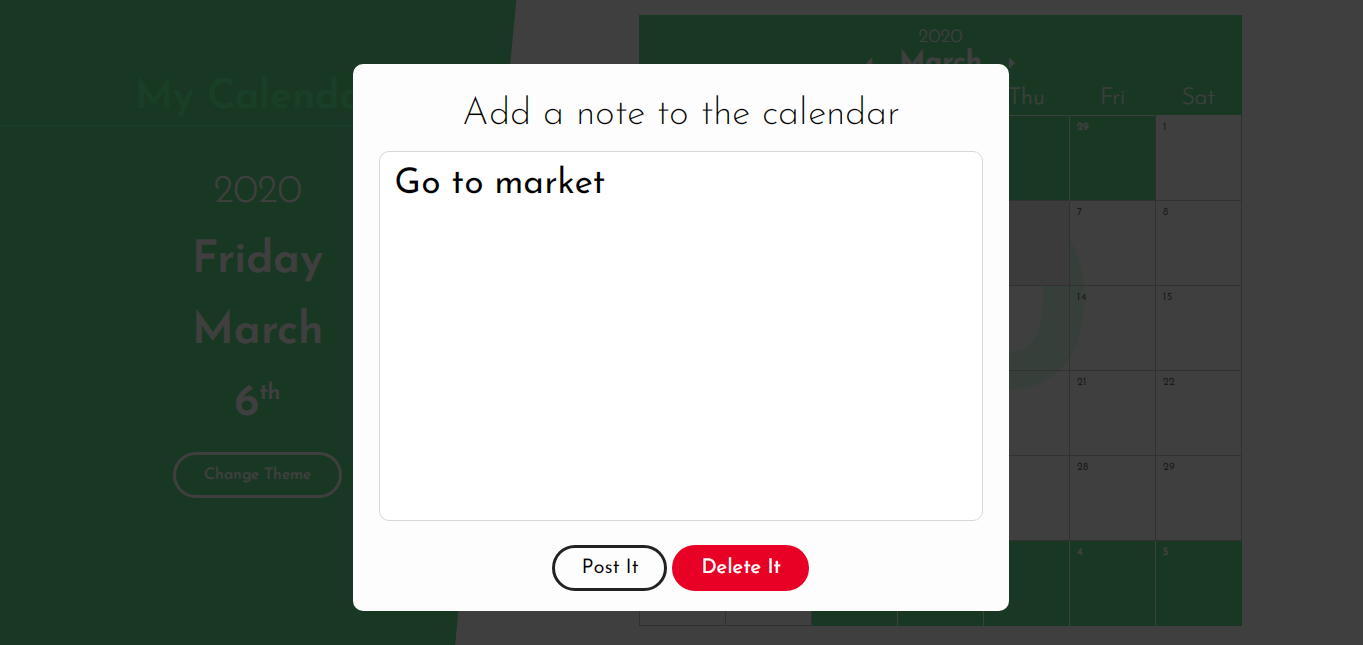 My Calenda
2020
Friday
March
6th
Change Theme
2020
March
Thu Fri Sat
29 1
7 8
14 15
21 22
28 29
4 5
Add a note to the calendar
Go to market
Post It
Delete It